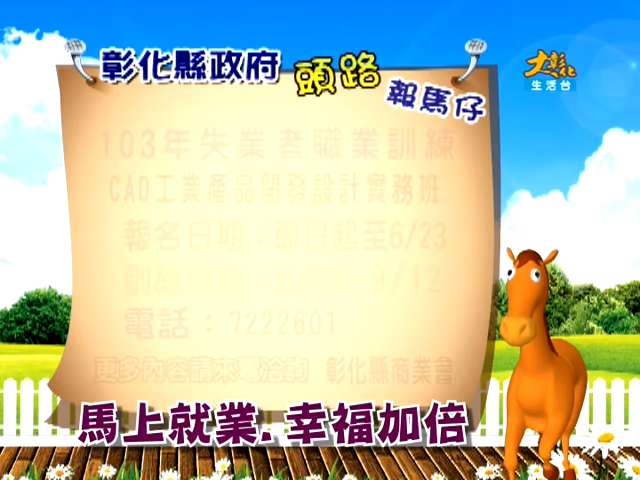 彰化縣政府 頭路 報馬仔
大彰化
生活台
103年失業者職業訓練
CAD工業產品開發設計實務班
報名日期：即日起至6/23
訓練 9/12
電話：7222601
更多內容請來電洽詢 彰化縣商業會
馬上就業.幸福加倍